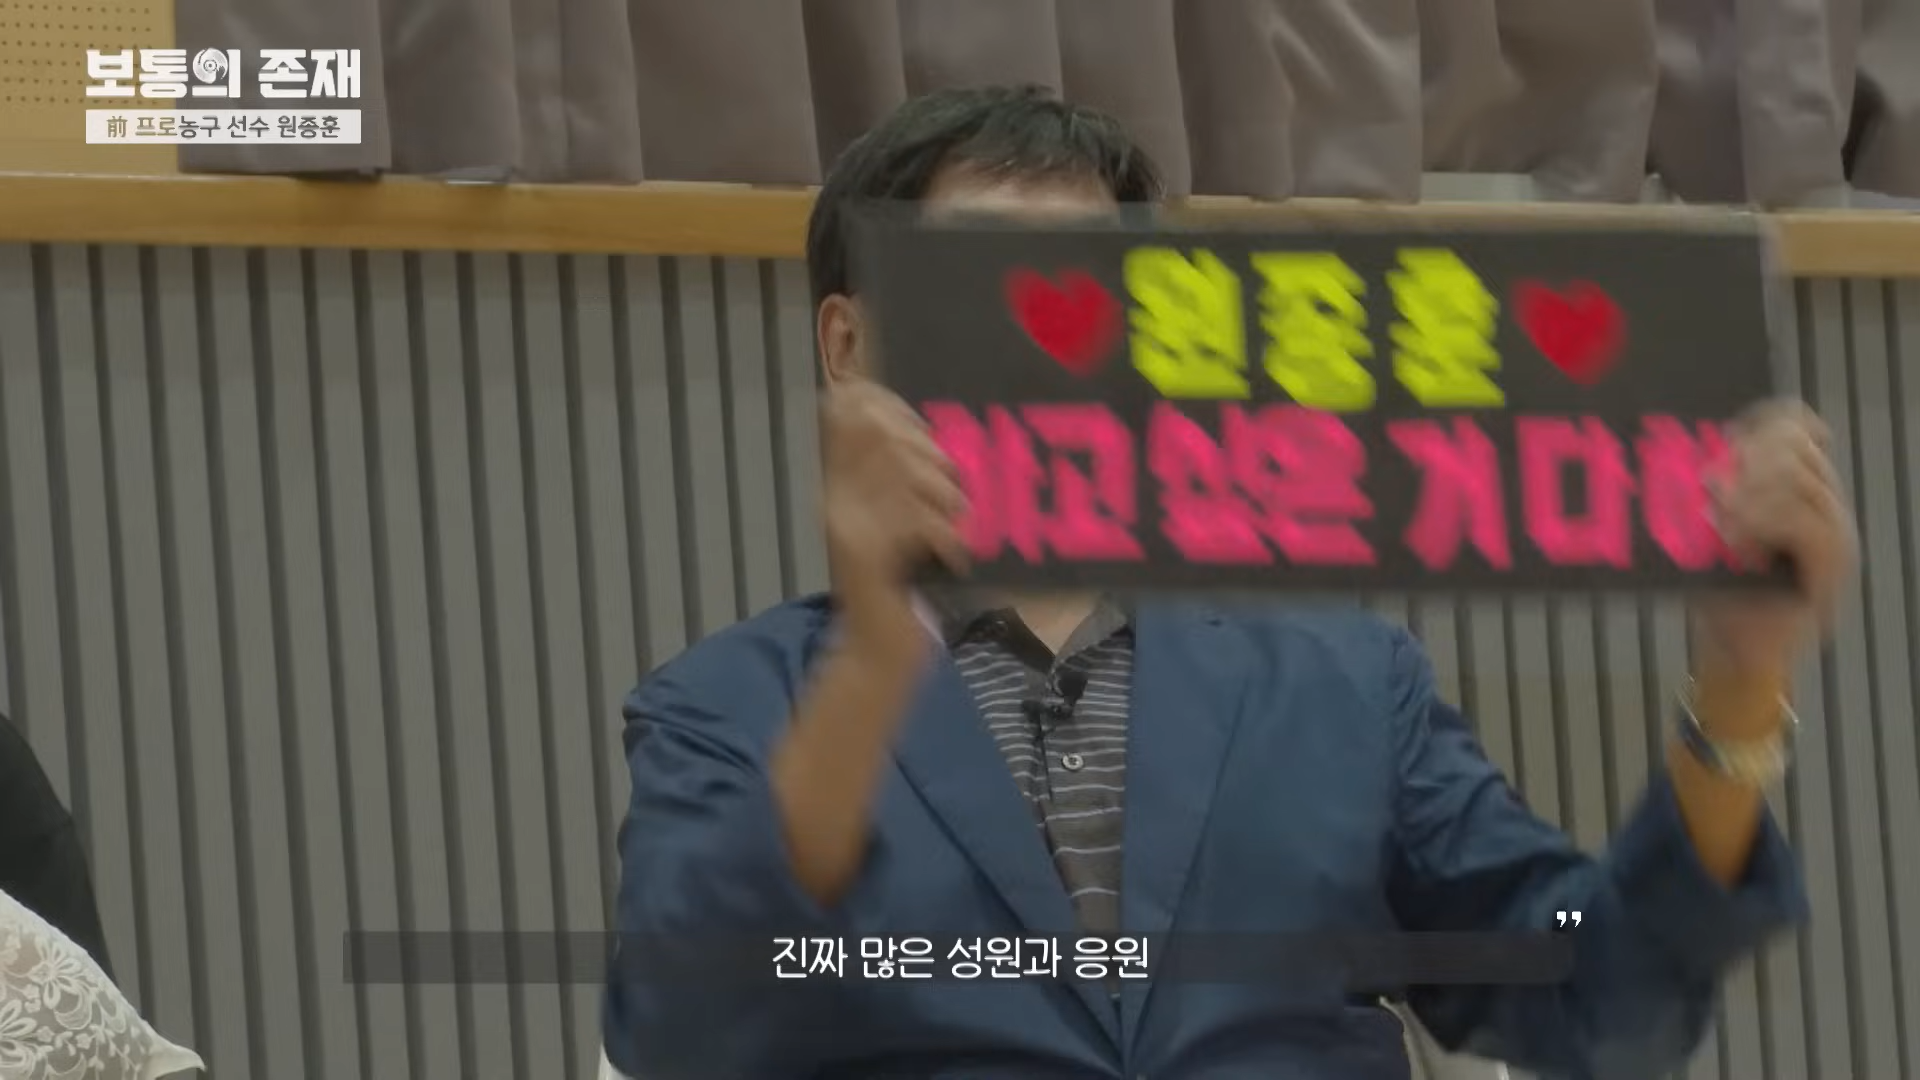 보통의 존재
前 프로농구 선수 원종훈
원종훈
하고 싶은 거 다 해
진짜 많은 성원과 응원
”